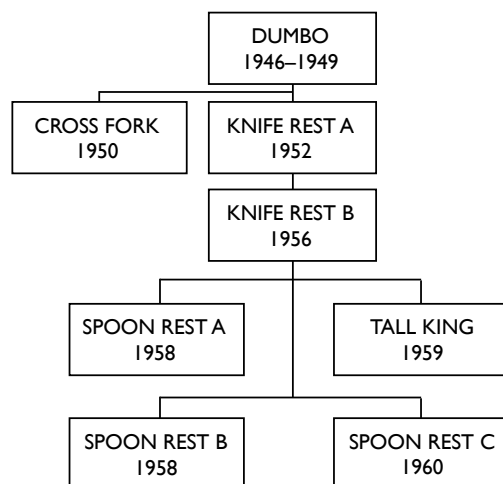 DUMBO
1946–1949
CROSS FORK
1950
KNIFE REST A
1952
KNIFE REST B
1956
SPOON REST A
1958
TALL KING
1959
SPOON REST B
1958
SPOON REST C
1960